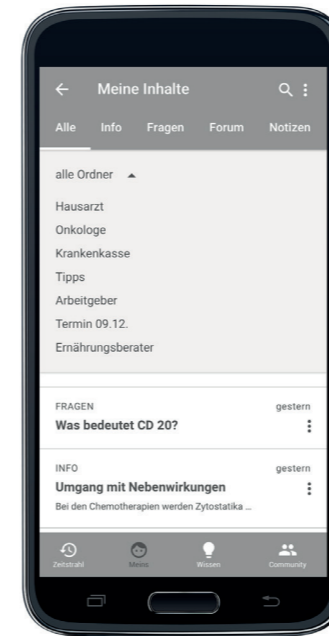 Meine Inhalte
Alle Info Fragen Forum Notizen
alle Ordner
Hausarzt
Onkologe
Krankenkasse
Tipps
Arbeitgeber
Termin 09.12.
Ernährungsberater
FRAGEN gestern
Was bedeutet CD 20?
INFO gestern
Umgang mit Nebenwirkungen
Bei den Chemotherapien werden Zytostatika ...
Zeitstrahl Meins Wissen Community